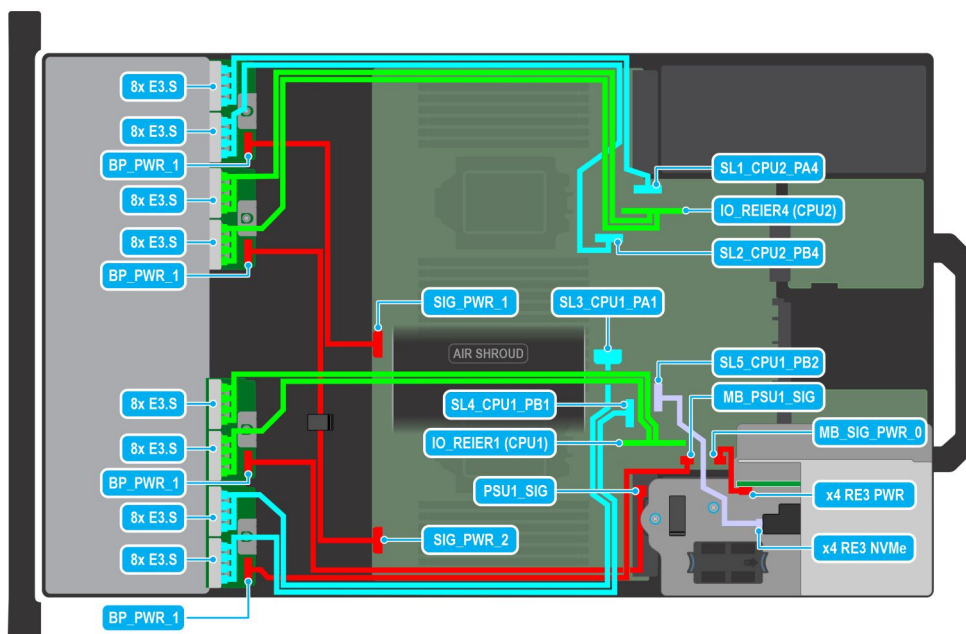 8x E3.S
8x E3.S
BP_PWR_1
SL1_CPU2_PA4
8x E3.S
IO_REIER4 (CPU2)
8x E3.S
SL2_CPU2_PB4
BP_PWR_1
SIG_PWR_1
SL3_CPU1_PA1
AIR SHROUD
SL5_CPU1_PB2
8x E3.S
SL4_CPU1_PB1
MB_PSU1_SIG
8x E3.S
IO_REIER1 (CPU1)
MB_SIG_PWR_0
BP_PWR_1
PSU1_SIG
x4 RE3 PWR
8x E3.S
SIG_PWR_2
x4 RE3 NVMe
8x E3.S
BP_PWR_1